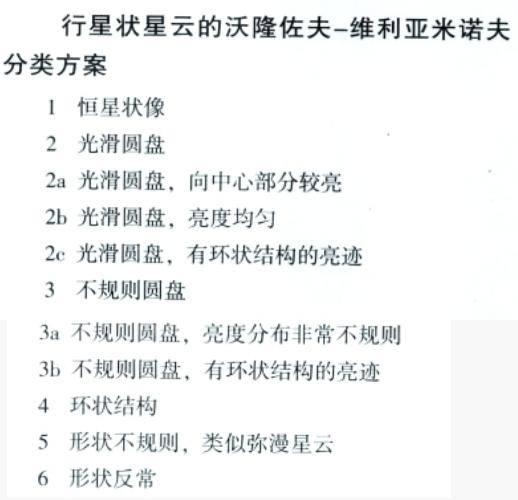 行星状星云的沃隆佐夫–维利亚米诺夫
分类方案
1 恒星状像
2 光滑圆盘
2a 光滑圆盘，向中心部分较亮
2b 光滑圆盘，亮度均匀
2c 光滑圆盘，有环状结构的亮迹
3 不规则圆盘
3a 不规则圆盘，亮度分布非常不规则
3b 不规则圆盘，有环状结构的亮迹
4 环状结构
5 形状不规则，类似弥漫星云
6 形状反常